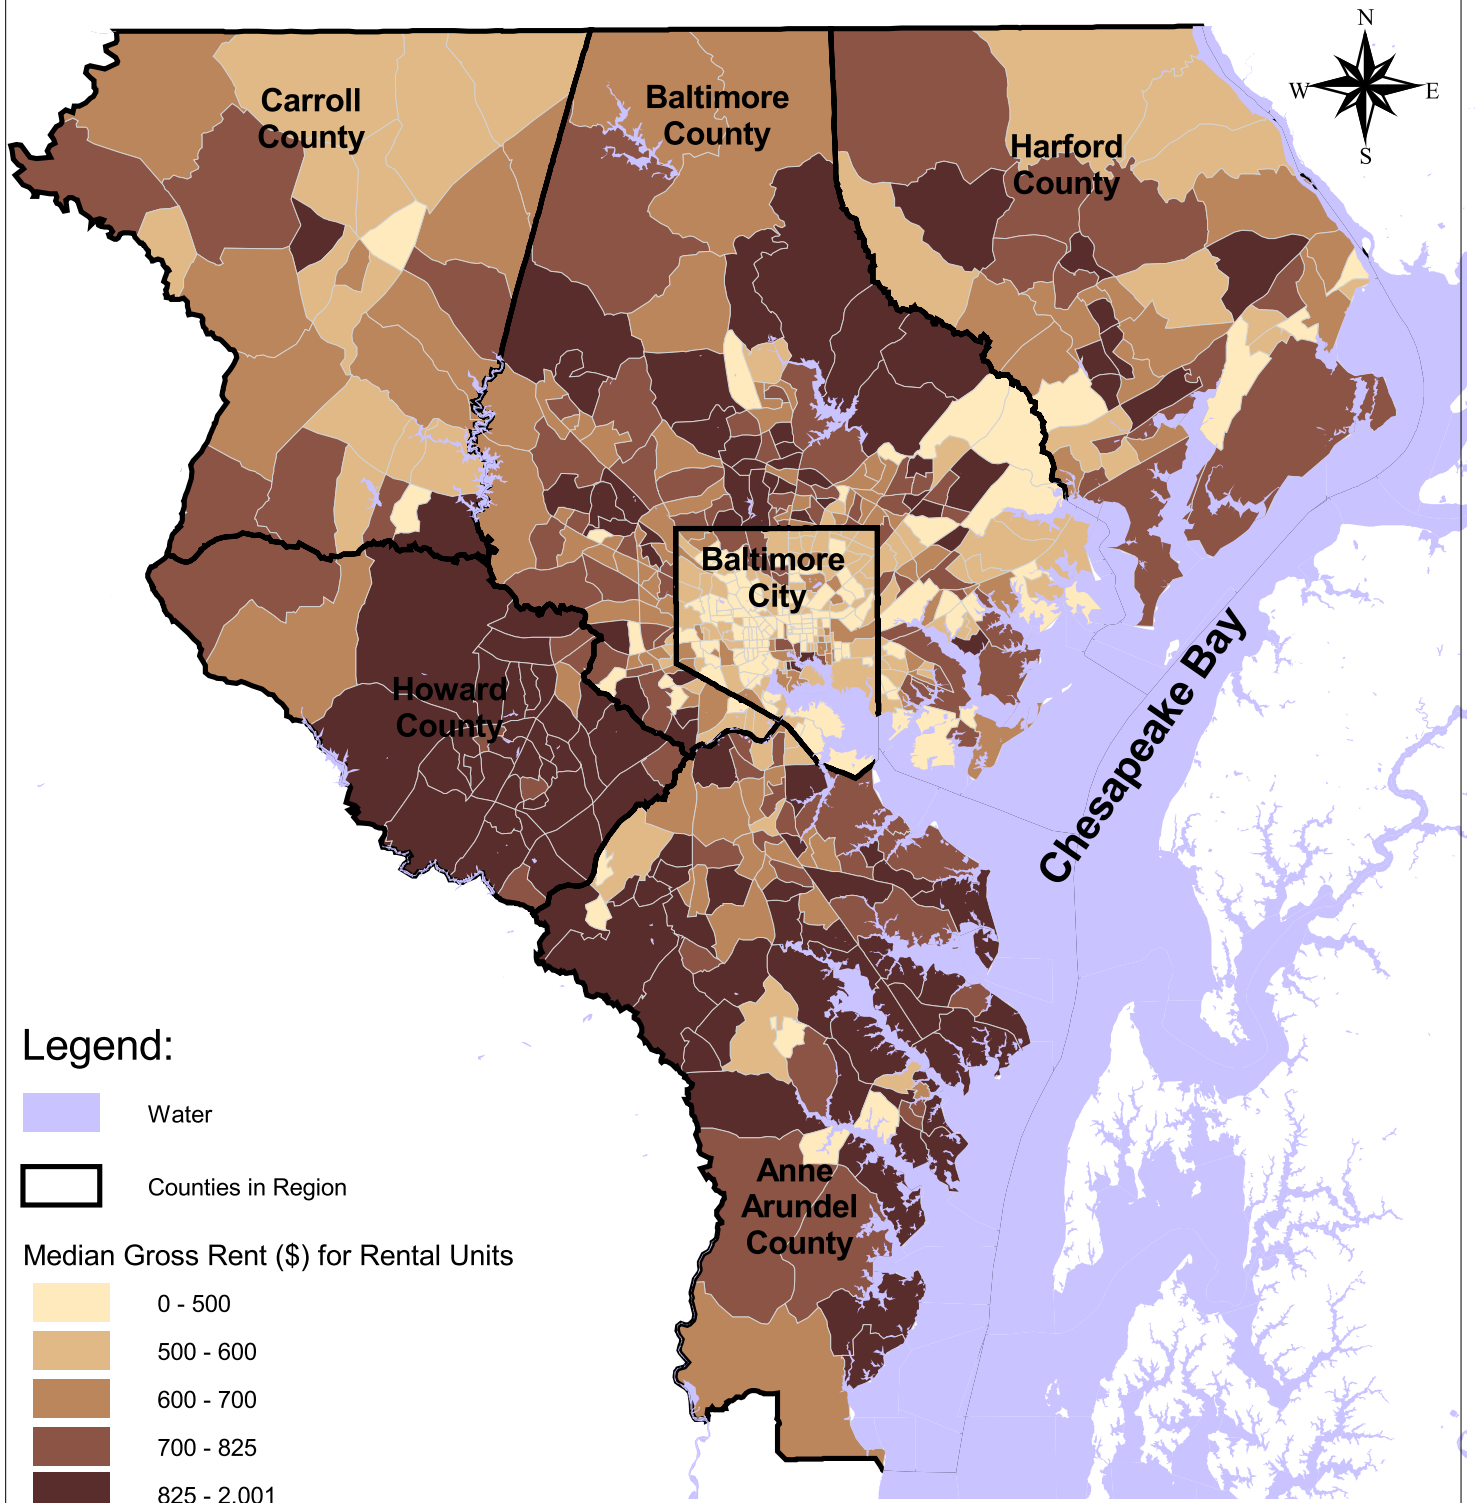 N
W E
S
Carroll
County
Baltimore
County
Harford
County
Baltimore
City
Howard
County
Chesapeake Bay
Anne
Arundel
County
Legend:
Water
Counties in Region
Median Gross Rent ($) for Rental Units
0 - 500
500 - 600
600 - 700
700 - 825
825 - 2,001